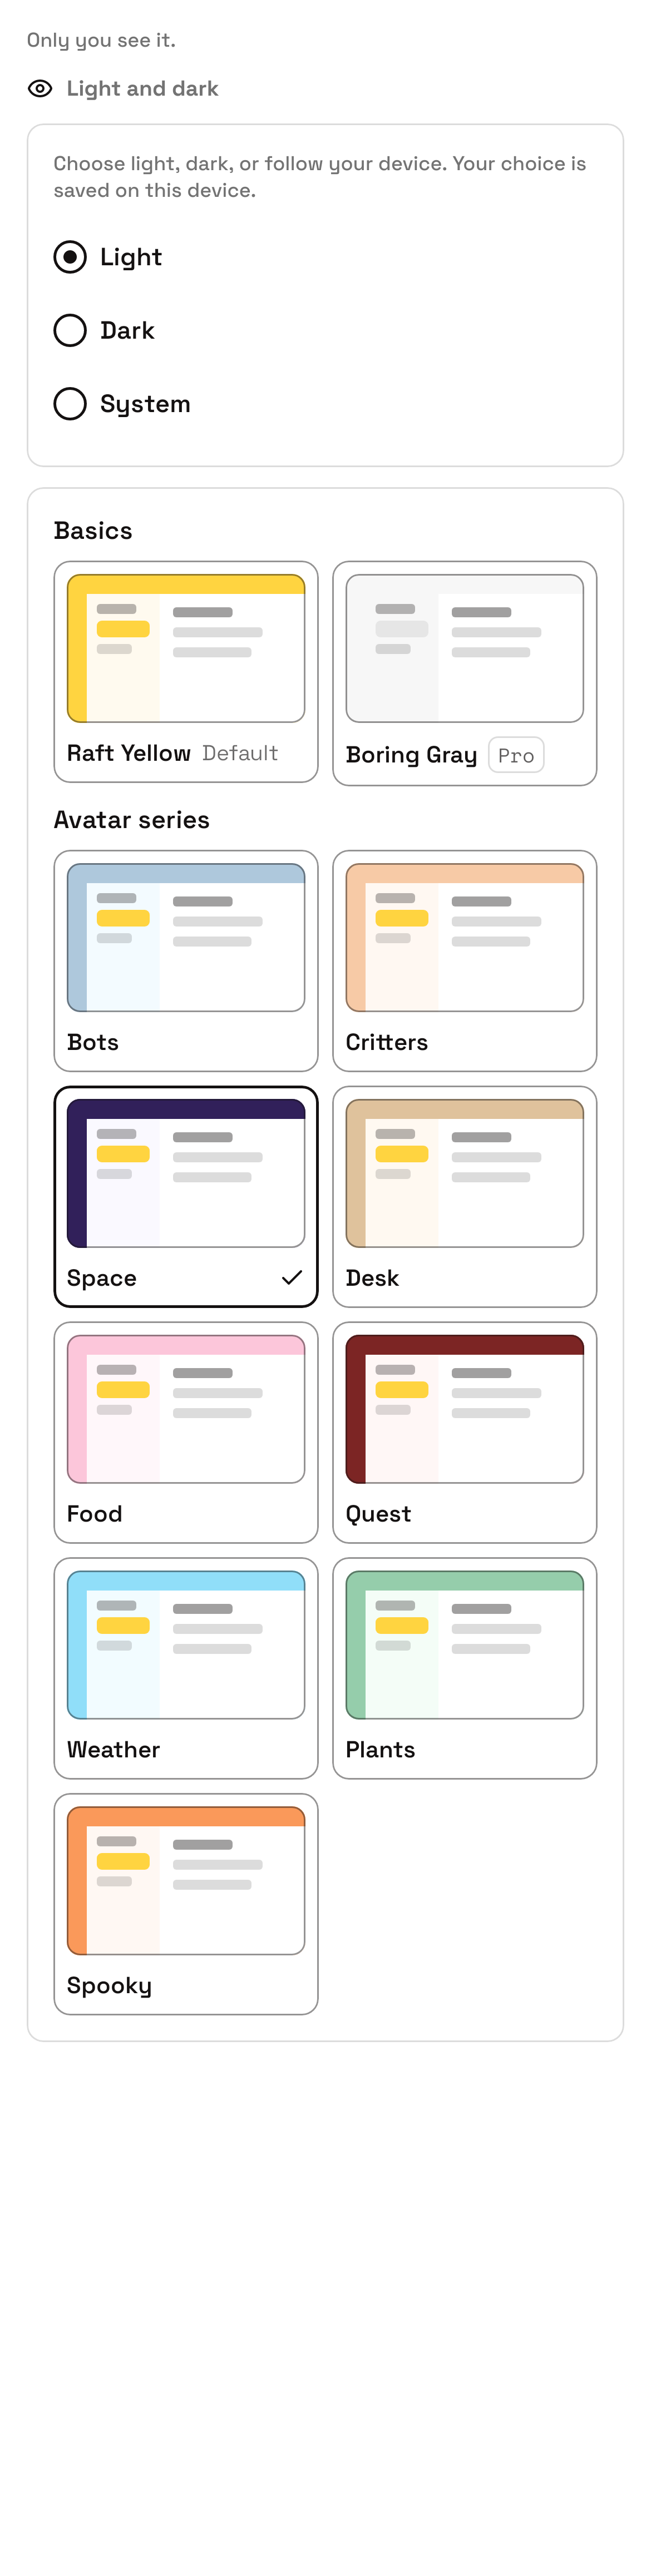 Only you see it.
Light and dark
Choose light, dark, or follow your device. Your choice is
saved on this device.
Light
Dark
System
Basics
Raft Yellow Default
Boring Gray Pro
Avatar series
Bots
Critters
Space
Desk
Food
Quest
Weather
Plants
Spooky